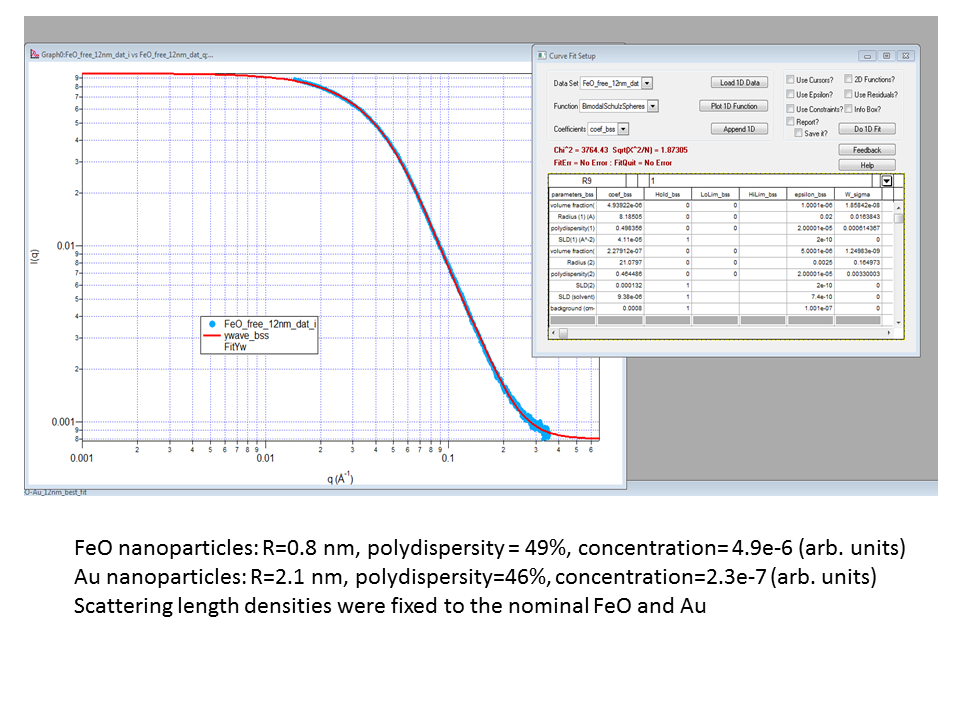 Graph0:FeO_free_12nm_dat_i vs FeO_free_12nm_dat_q;...
9
8
7
6
5
4
3
2
0.01
9
8
7
6
5
4
3
2
0.001
9
8
I(q)
0.001
2 3 4 5 6 7 8 9
0.01
2 3 4 5 6 7 8 9
0.1
2 3 4 5 6
q (Å⁻¹)
FeO_free_12nm_dat_i
ywave_bss
FitYw
O-Au_12nm_best_fit
Curve Fit Setup
Data Set FeO_free_12nm_dat Load 1D Data Use Cursors? 2D Functions?
Use Epsilon? Use Residuals?
Function BimodalSchulzSpheres Plot 1D Function Use Constraints? Info Box?
Report?
Coefficients coef_bss Append 1D Save it? Do 1D Fit
Chi^2 = 3764.43 Sqrt(X^2/N) = 1.87305 Feedback
FitErr = No Error : FitQuit = No Error Help
R9 1
parameters_bss coef_bss Hold_bss LoLim_bss HiLim_bss epsilon_bss W_sigma
volume fraction( 4.93922e-06 0 0 1.0001e-06 1.85842e-08
Radius (1) (A) 8.18505 0 0 0.02 0.0163843
polydispersity(1) 0.498356 0 0 2.00001e-05 0.000614367
SLD(1) (A^-2) 4.11e-05 1 2e-10 0
volume fraction( 2.27912e-07 0 0 5.0001e-06 1.24983e-09
Radius (2) 21.0797 0 0 0.0025 0.164973
polydispersity(2) 0.464486 0 0 2.00001e-05 0.00330003
SLD(2) 0.000132 1 2e-10 0
SLD (solvent) 9.38e-06 1 7.4e-10 0
background (cm- 0.0008 1 1.001e-07 0
FeO nanoparticles: R=0.8 nm, polydispersity = 49%, concentration= 4.9e-6 (arb. units)
Au nanoparticles: R=2.1 nm, polydispersity=46%, concentration=2.3e-7 (arb. units)
Scattering length densities were fixed to the nominal FeO and Au